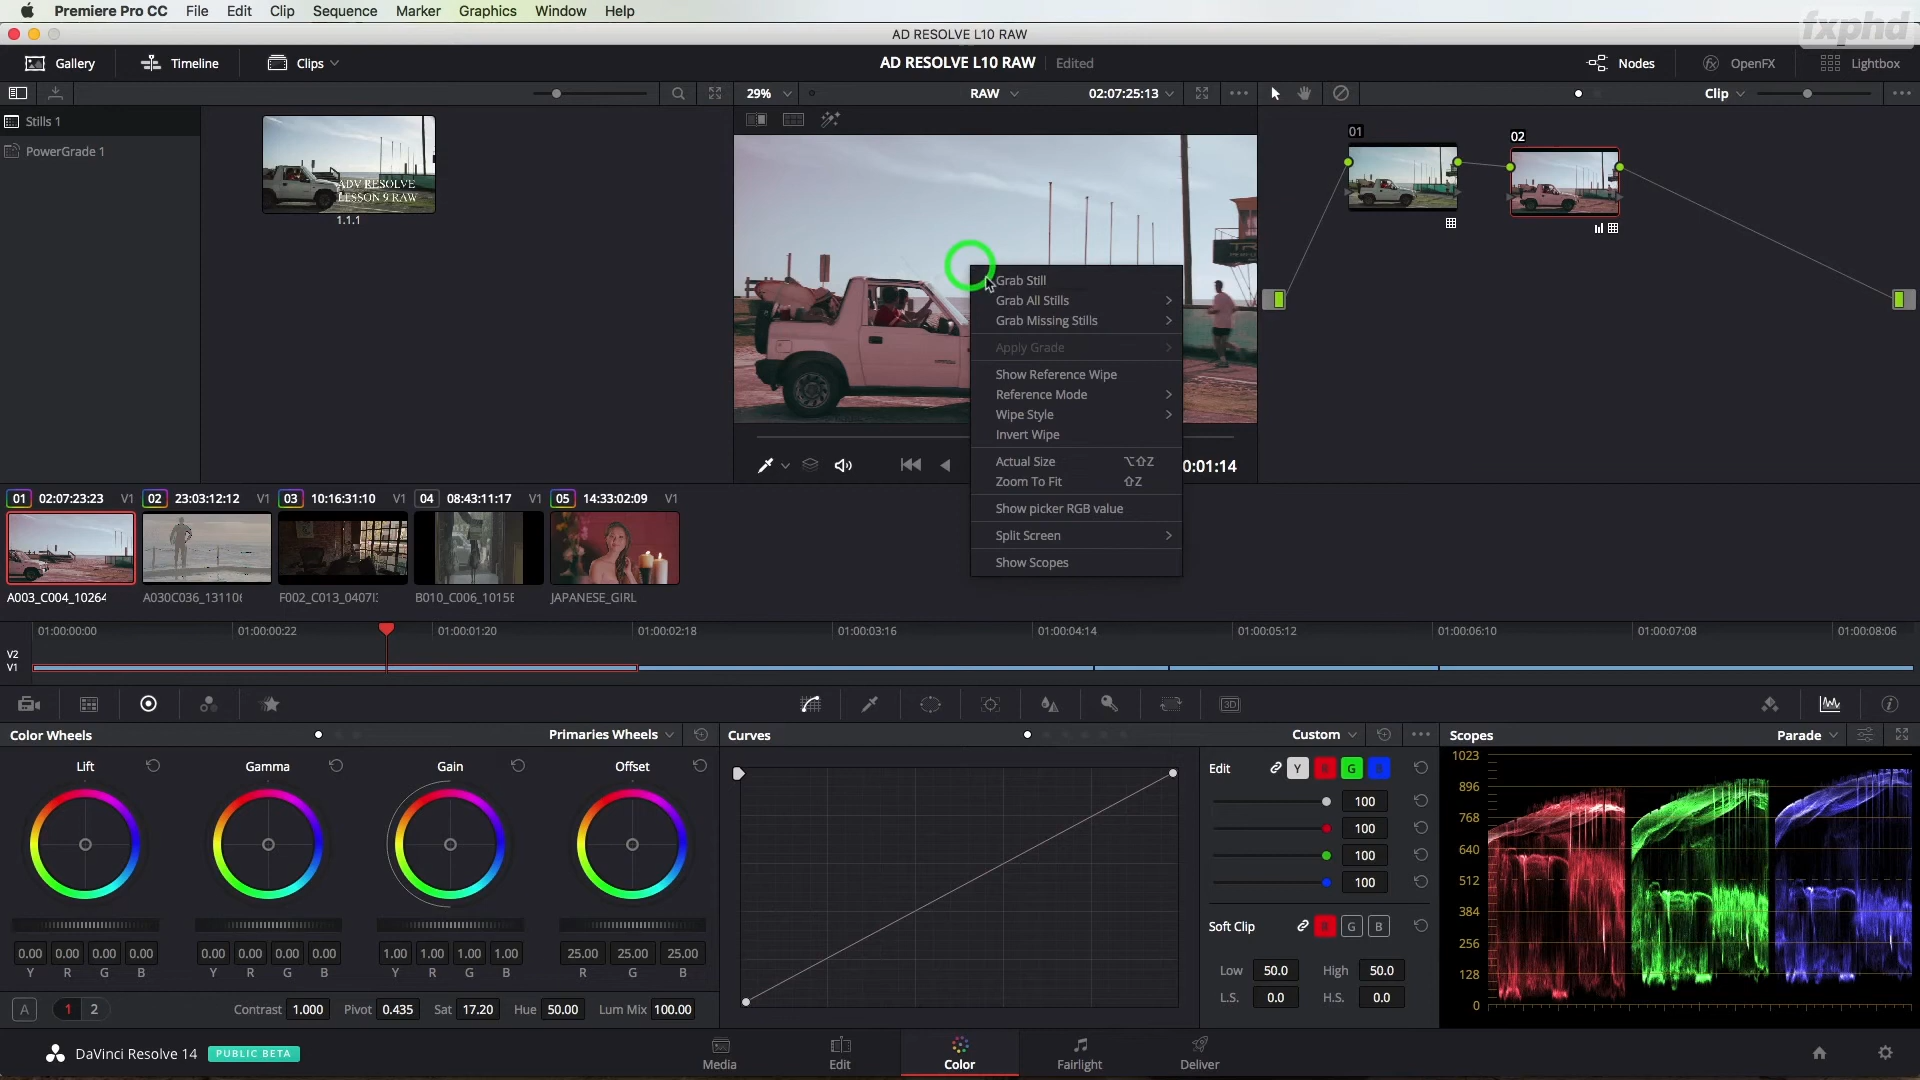 Premiere Pro CC File Edit Clip Sequence Marker Graphics Window Help
fxphd
AD RESOLVE L10 RAW
Gallery Timeline Clips AD RESOLVE L10 RAW Edited Nodes OpenFX Lightbox
29% RAW 02:07:25:13 Clip
Stills 1
PowerGrade 1
ADV RESOLVE
LESSON 9 RAW
1.1.1
01 02
Grab Still
Grab All Stills
Grab Missing Stills
Apply Grade
Show Reference Wipe
Reference Mode
Wipe Style
Invert Wipe
Actual Size ⌥⇧Z
Zoom To Fit ⇧Z
Show picker RGB value
Split Screen
Show Scopes
0:01:14
01 02:07:23:23 V1 02 23:03:12:12 V1 03 10:16:31:10 V1 04 08:43:11:17 V1 05 14:33:02:09 V1
A003_C004_10264 A030C036_131106 F002_C013_0407I3 B010_C006_1015E JAPANESE_GIRL
01:00:00:00 01:00:00:22 01:00:01:20 01:00:02:18 01:00:03:16 01:00:04:14 01:00:05:12 01:00:06:10 01:00:07:08 01:00:08:06
V2
V1
3D
Color Wheels Primaries Wheels Curves Custom Scopes Parade
Lift Gamma Gain Offset
0.00 0.00 0.00 0.00 0.00 0.00 0.00 0.00 1.00 1.00 1.00 1.00 25.00 25.00 25.00
Y R G B Y R G B Y R G B R G B
A 1 2 Contrast 1.000 Pivot 0.435 Sat 17.20 Hue 50.00 Lum Mix 100.00
Edit Y R G B
100
100
100
100
Soft Clip R G B
Low 50.0 High 50.0
L.S. 0.0 H.S. 0.0
1023
896
768
640
512
384
256
128
0
DaVinci Resolve 14 PUBLIC BETA Media Edit Color Fairlight Deliver